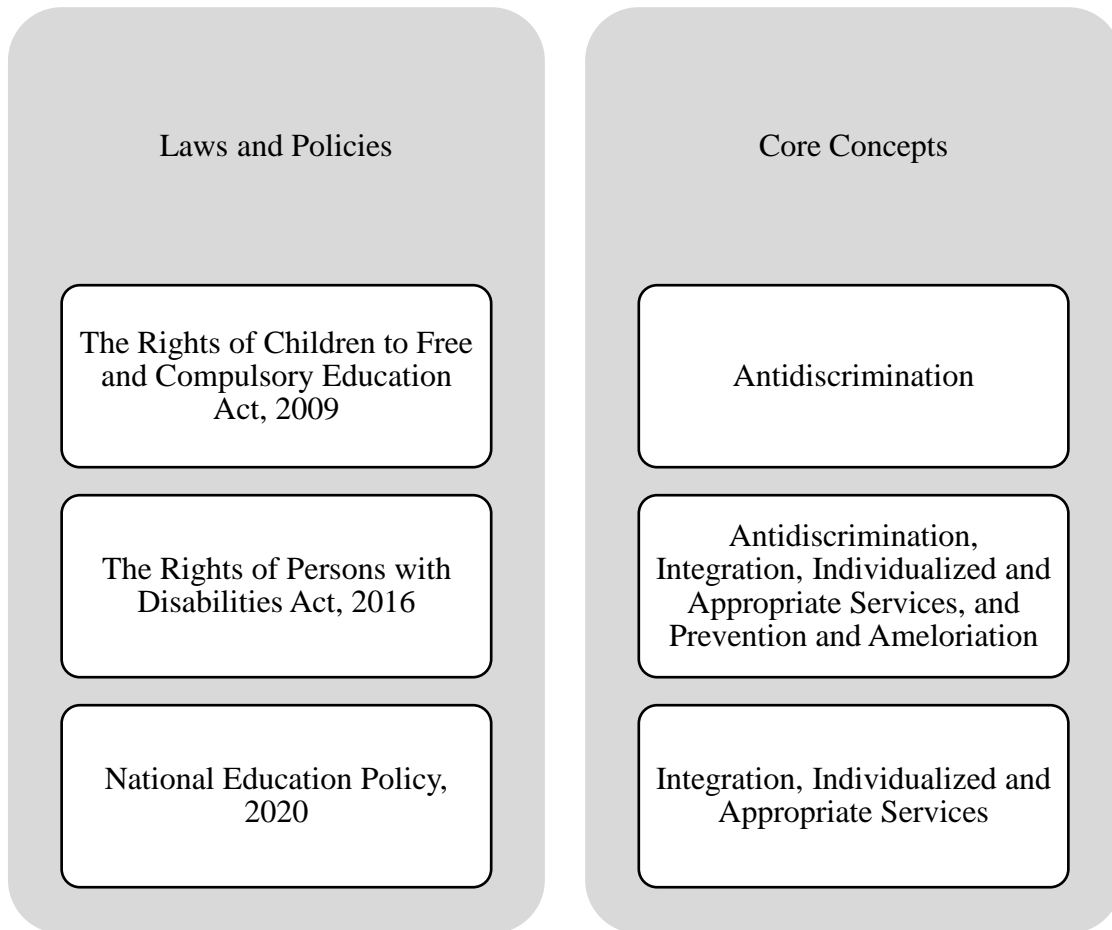 Laws and Policies
The Rights of Children to Free
and Compulsory Education
Act, 2009
The Rights of Persons with
Disabilities Act, 2016
National Education Policy,
2020
Core Concepts
Antidiscrimination
Antidiscrimination,
Integration, Individualized and
Appropriate Services, and
Prevention and Ameloriation
Integration, Individualized and
Appropriate Services